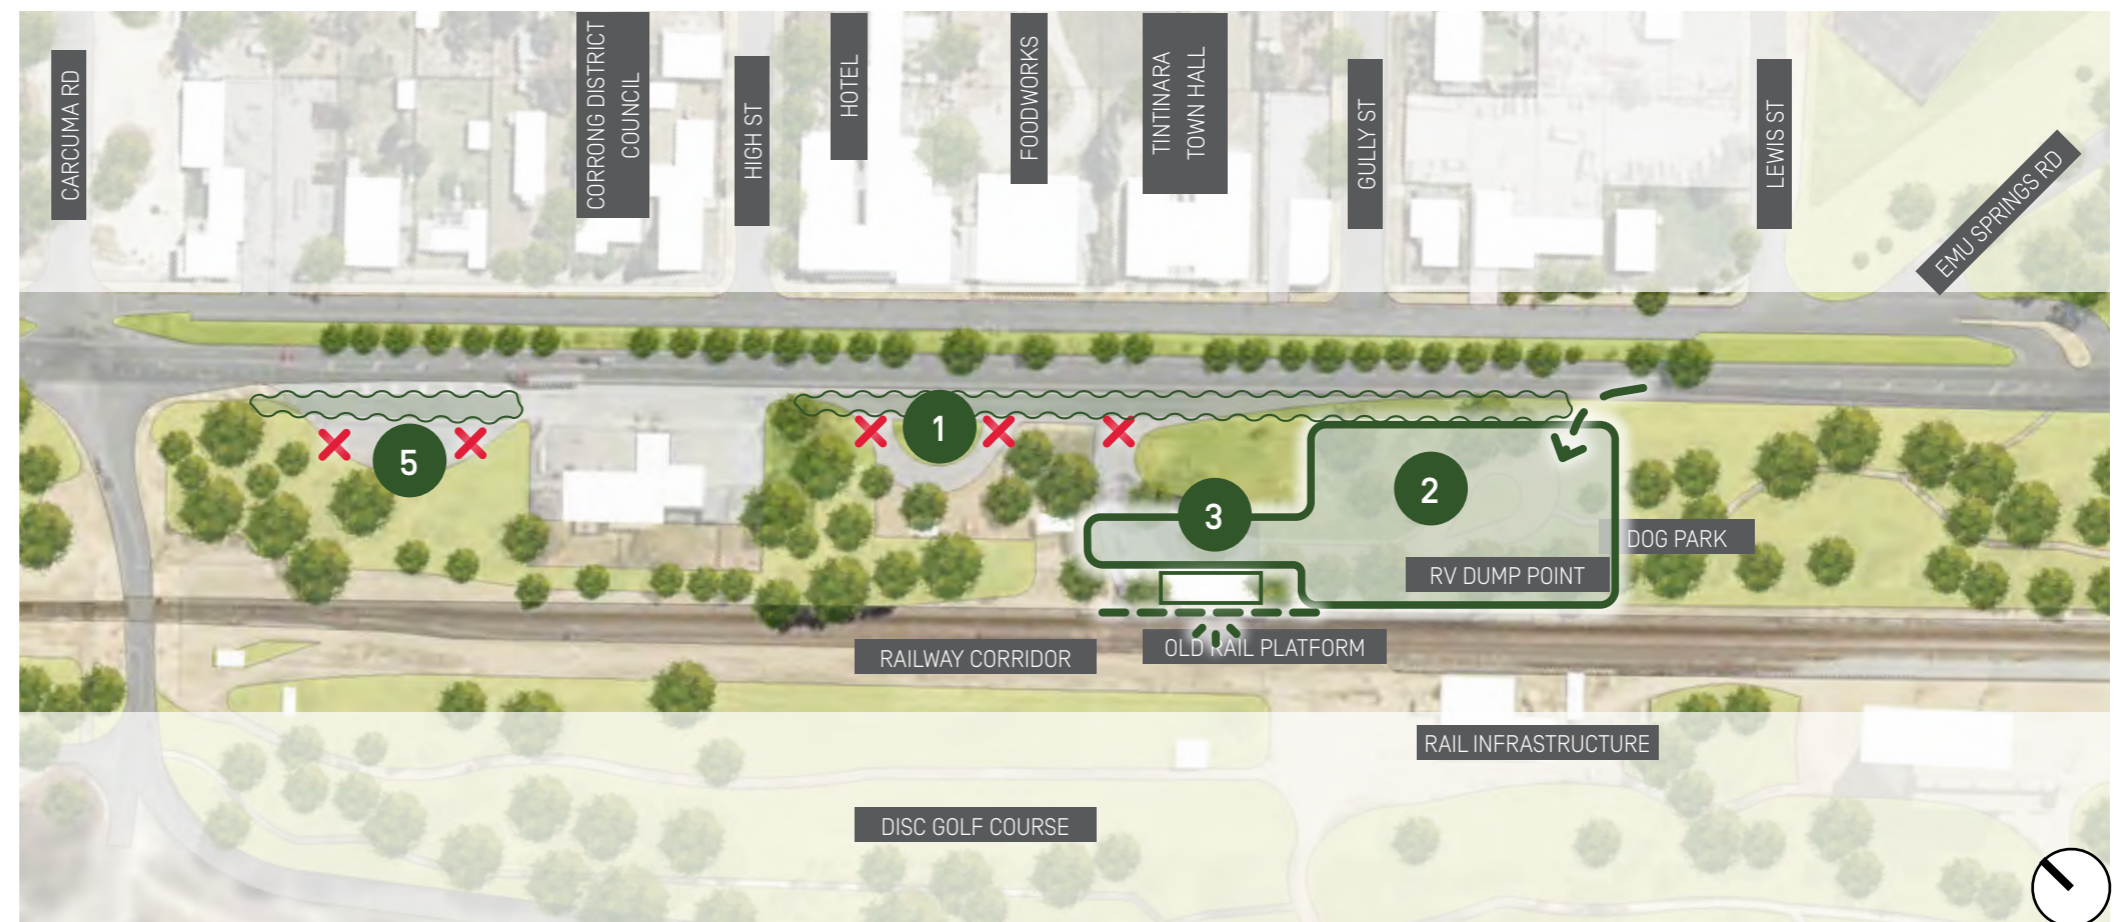 CARCUMA RD
CORRONG DISTRICT
COUNCIL
HIGH ST
HOTEL
FOODWORKS
TINTINARA
TOWN HALL
GULLY ST
LEWIS ST
EMU SPRINGS RD
1
5
2
3
DOG PARK
RV DUMP POINT
OLD RAIL PLATFORM
RAILWAY CORRIDOR
RAIL INFRASTRUCTURE
DISC GOLF COURSE